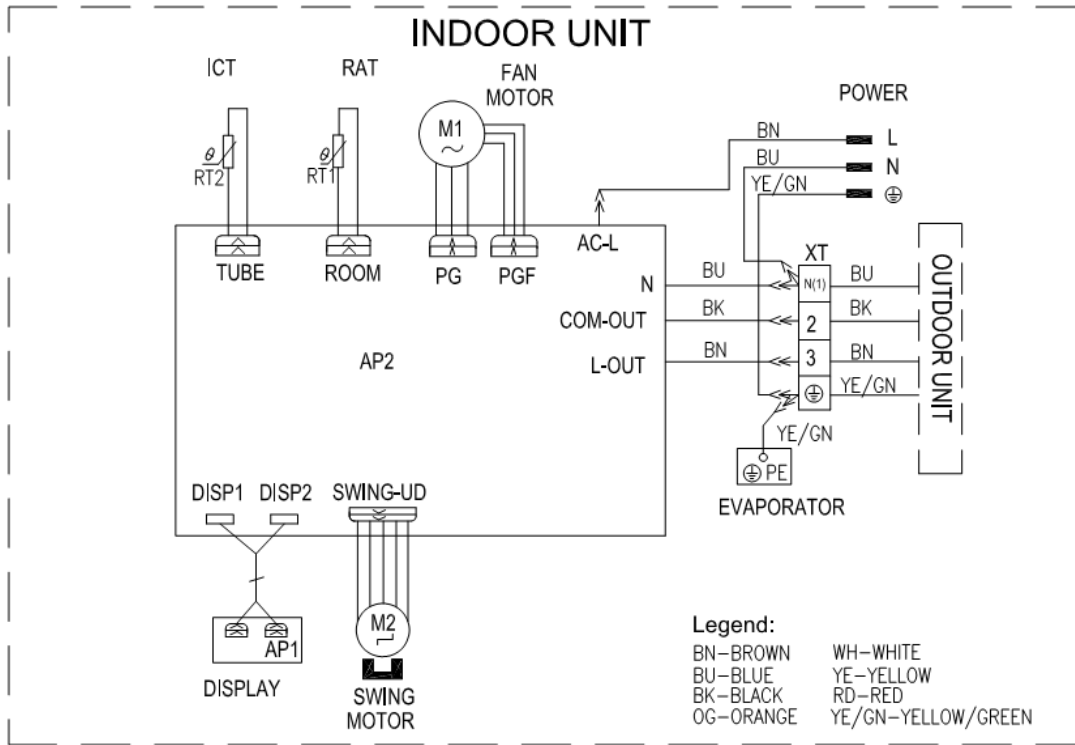 INDOOR UNIT
ICT
RAT
FAN
MOTOR
POWER
M1
BN
L
BU
N
YE/GN
θ
RT2
θ
RT1
TUBE
ROOM
PG
PGF
AC-L
XT
N
BU
N(1)
BU
COM-OUT
BK
2
BK
L-OUT
BN
3
BN
YE/GN
OUTDOOR UNIT
AP2
YE/GN
PE
EVAPORATOR
DISP1
DISP2
SWING-UD
AP1
DISPLAY
M2
SWING
MOTOR
Legend:
BN-BROWN
WH-WHITE
BU-BLUE
YE-YELLOW
BK-BLACK
RD-RED
OG-ORANGE
YE/GN-YELLOW/GREEN